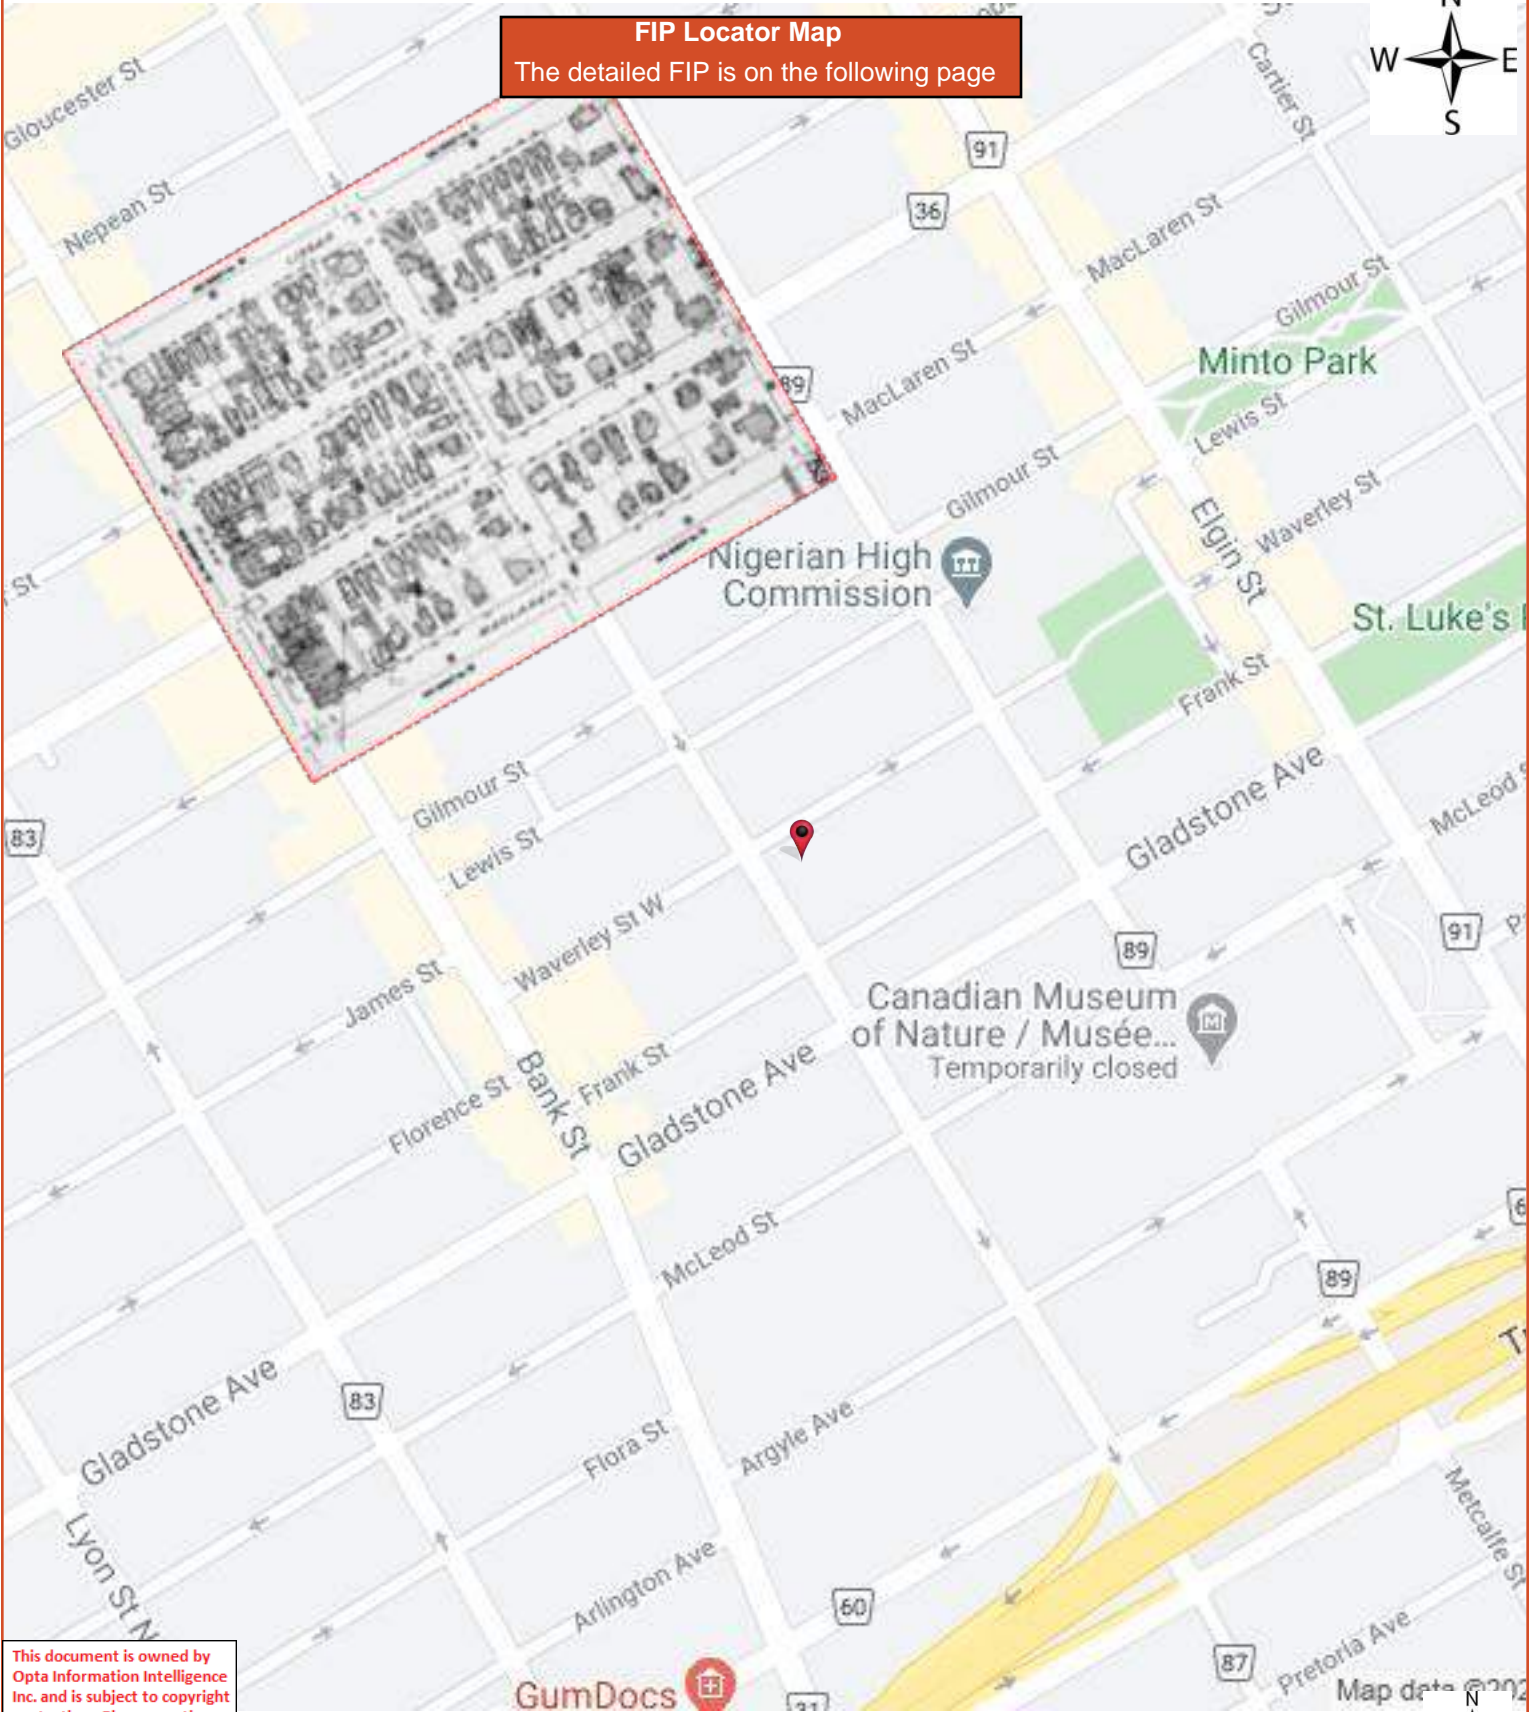 N
W
E
S
FIP Locator Map
The detailed FIP is on the following page
Gloucester St
Nepean St
Cartier St
91
36
MacLaren St
Gilmour St
Minto Park
Lewis St
89
MacLaren St
Gilmour St
Waverley St
Elgin St
Nigerian High
Commission
St. Luke's
St
Frank St
Gladstone Ave
McLeod
83
Gilmour St
Lewis St
Waverley St W
James St
91
89
Canadian Museum
of Nature / Musée...
Temporarily closed
Bank St
Frank St
Florence St
Gladstone Ave
McLeod St
89
Gladstone Ave
83
Flora St
Argyle Ave
Lyon St N
Metcalfe St
Arlington Ave
60
87
Pretoria Ave
GumDocs
31
This document is owned by
Opta Information Intelligence
Inc. and is subject to copyright
Map data ©202
N